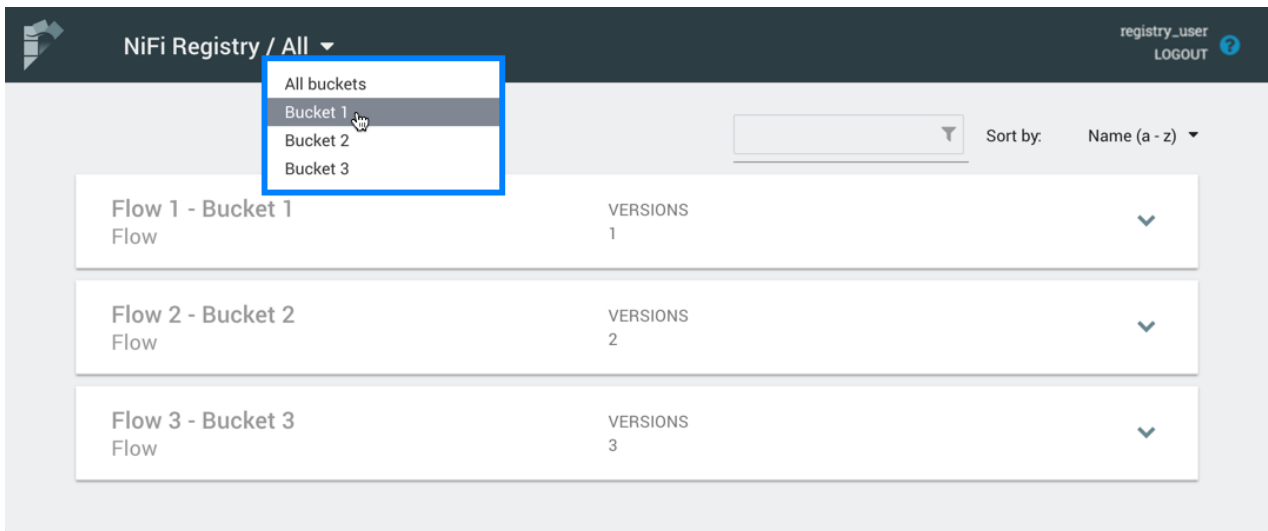 NiFi Registry / All
registry_user
LOGOUT
?
All buckets
Bucket 1
Bucket 2
Bucket 3
Sort by:
Name (a - z)
Flow 1 - Bucket 1
Flow
VERSIONS
1
Flow 2 - Bucket 2
Flow
VERSIONS
2
Flow 3 - Bucket 3
Flow
VERSIONS
3